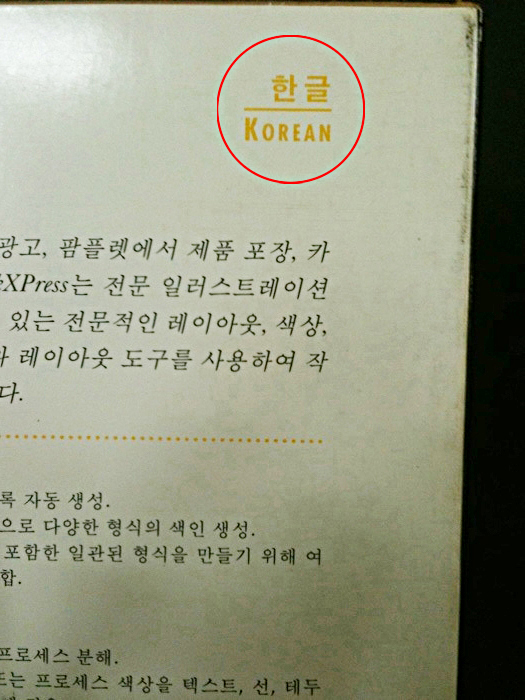 한글
KOREAN
광고, 팜플렛에서 제품 포장, 카
XPress는 전문 일러스트레이션
있는 전문적인 레이아웃, 색상,
레이아웃 도구를 사용하여 작
다.
록 자동 생성.
으로 다양한 형식의 색인 생성.
포함한 일관된 형식을 만들기 위해 여
합.
프로세스 분해.
또는 프로세스 색상을 텍스트, 선, 테두